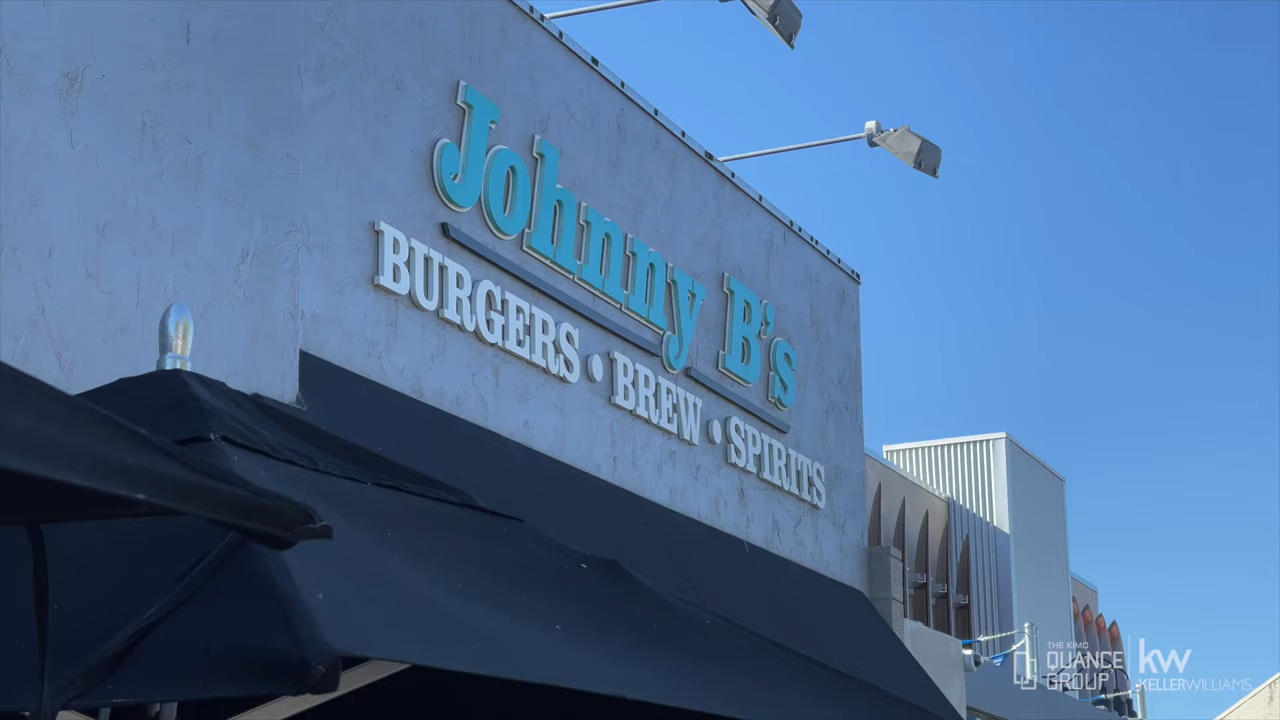 Johnny B's
BURGERS • BREW • SPIRITS
THE KIMO
QUANCE
GROUP
kw
KELLERWILLIAMS.